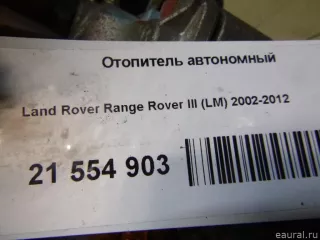 Отопитель автономный
Land Rover Range Rover III (LM) 2002-2012
21 554 903
eaural.ru